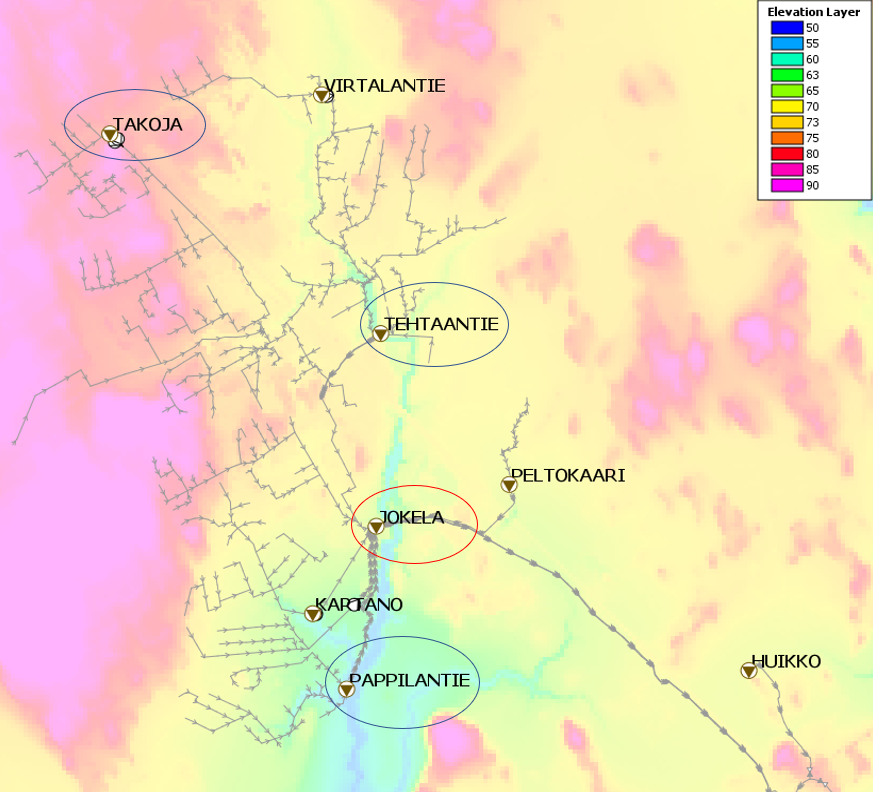 Elevation Layer
50
55
60
63
65
70
73
75
80
85
90
VIRTALANTIE
TAKOJA
TEHTAANTIE
PELTOKAARI
JOKELA
KARTANO
HUIKKO
PAPPILANTIE